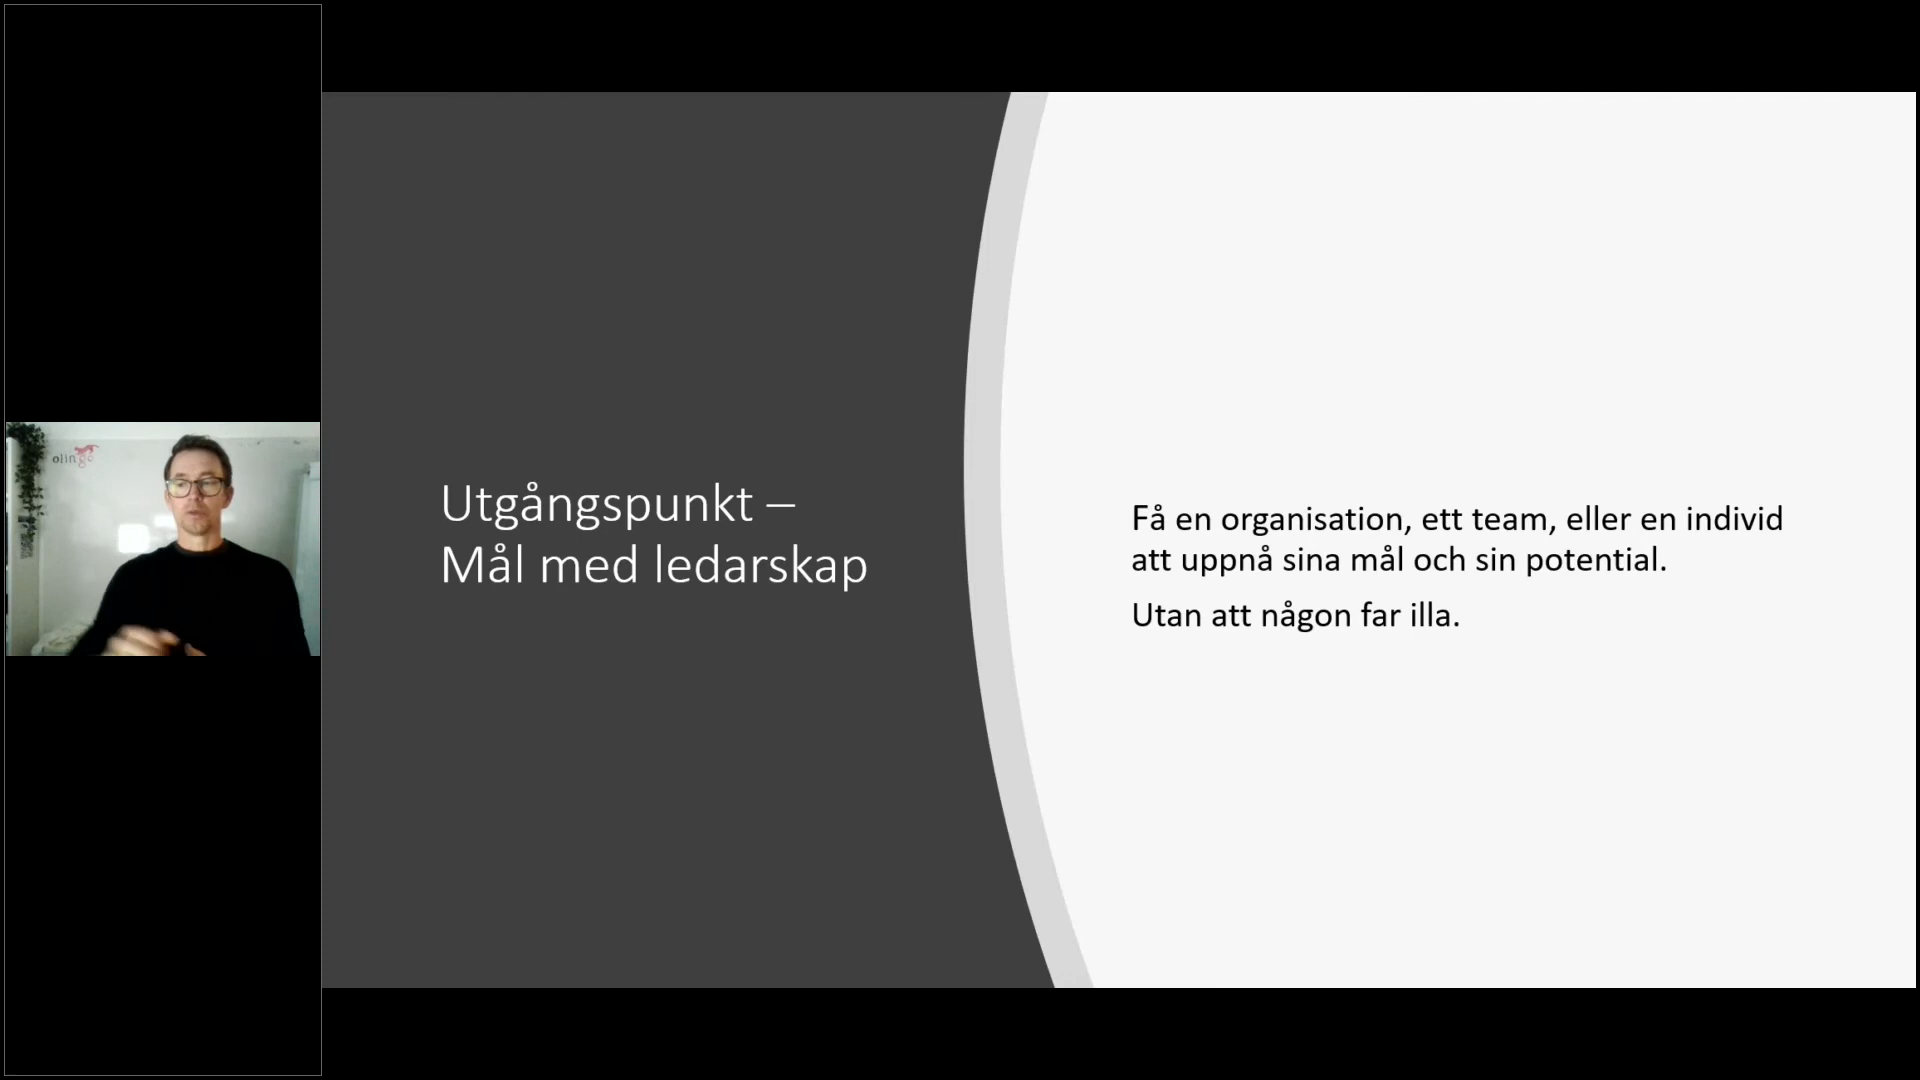 olingo
Utgångspunkt –
Mål med ledarskap
Få en organisation, ett team, eller en individ
att uppnå sina mål och sin potential.
Utan att någon far illa.